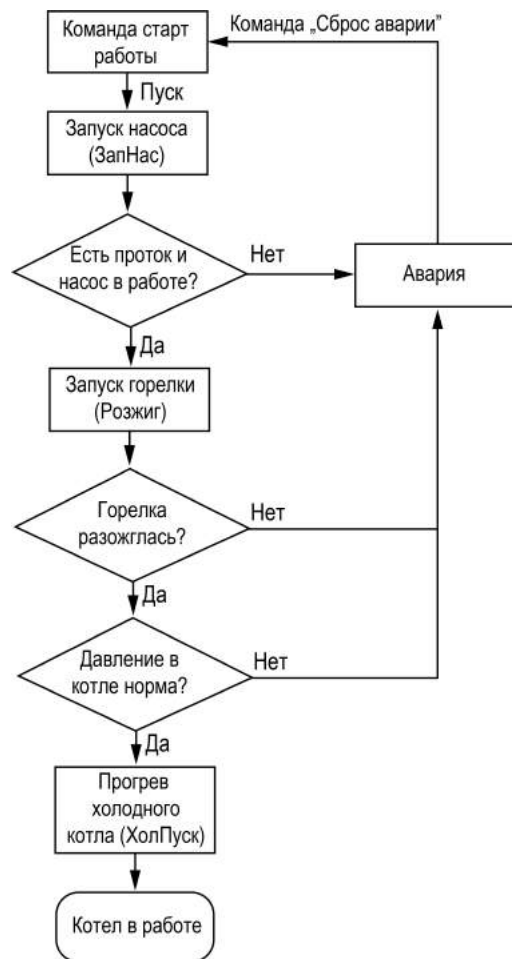 Команда старт
работы
Команда „Сброс аварии”
Пуск
Запуск насоса
(ЗапНас)
Есть проток и
насос в работе?
Нет
Авария
Да
Запуск горелки
(Розжиг)
Горелка
разожглась?
Нет
Да
Давление в
котле норма?
Нет
Да
Прогрев
холодного
котла (ХолПуск)
Котел в работе